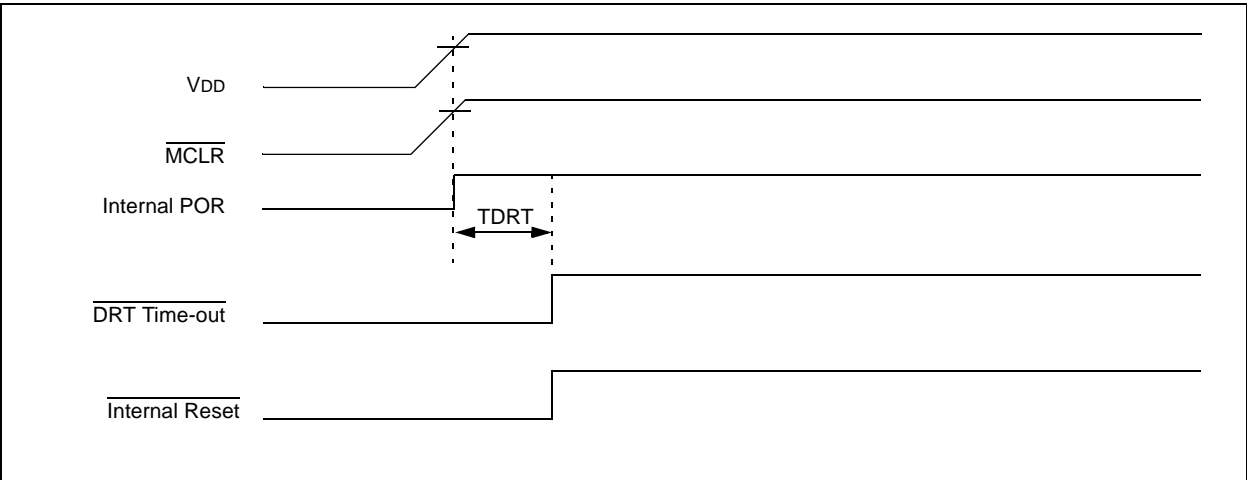 VDD
MCLR
Internal POR
TDRT
DRT Time-out
Internal Reset